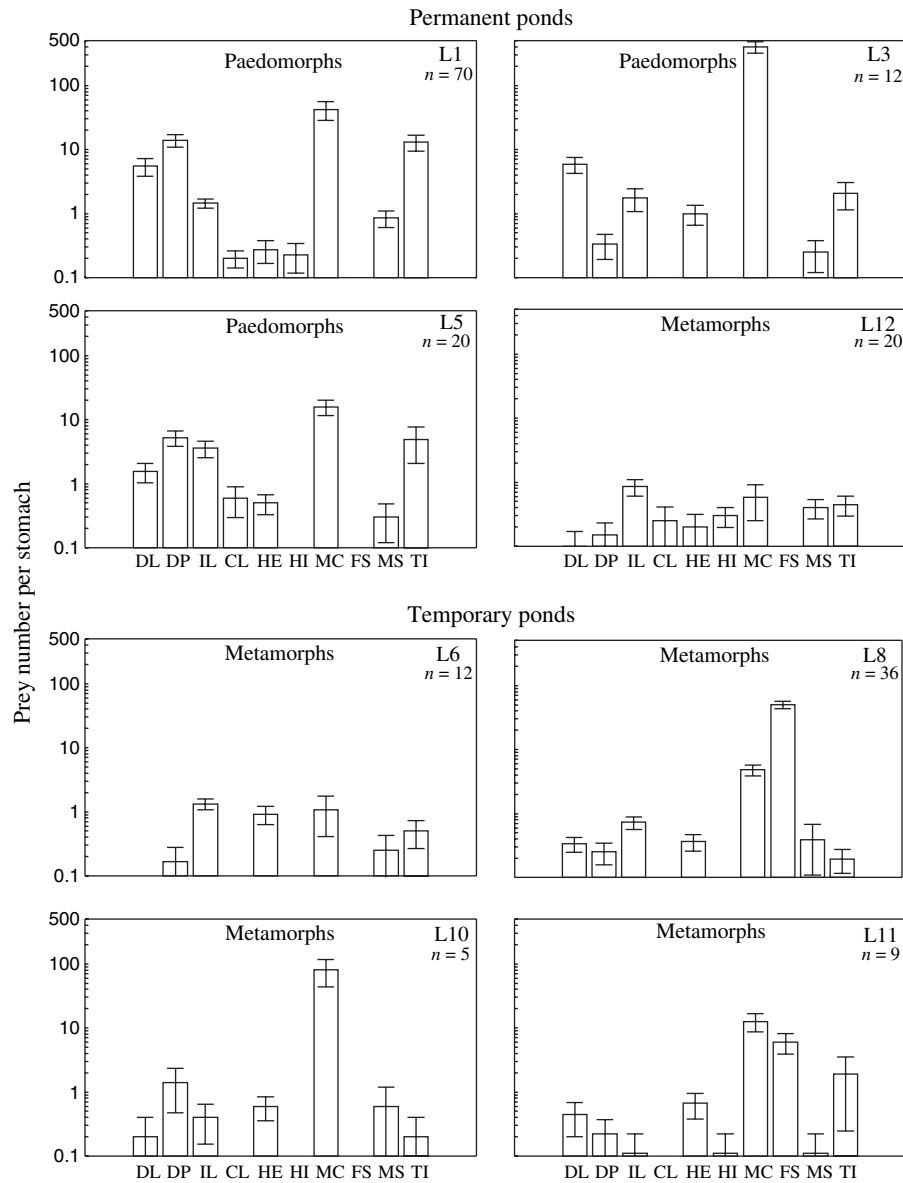 Permanent ponds
Paedomorphs
L1
n = 70
500
100
10
1
0.1
Paedomorphs
L3
n = 12
Paedomorphs
L5
n = 20
500
100
10
1
0.1
DL DP IL CL HE HI MC FS MS TI
Metamorphs
L12
n = 20
DL DP IL CL HE HI MC FS MS TI
Prey number per stomach
Temporary ponds
Metamorphs
L6
n = 12
500
100
10
1
0.1
Metamorphs
L8
n = 36
Metamorphs
L10
n = 5
500
100
10
1
0.1
DL DP IL CL HE HI MC FS MS TI
Metamorphs
L11
n = 9
DL DP IL CL HE HI MC FS MS TI